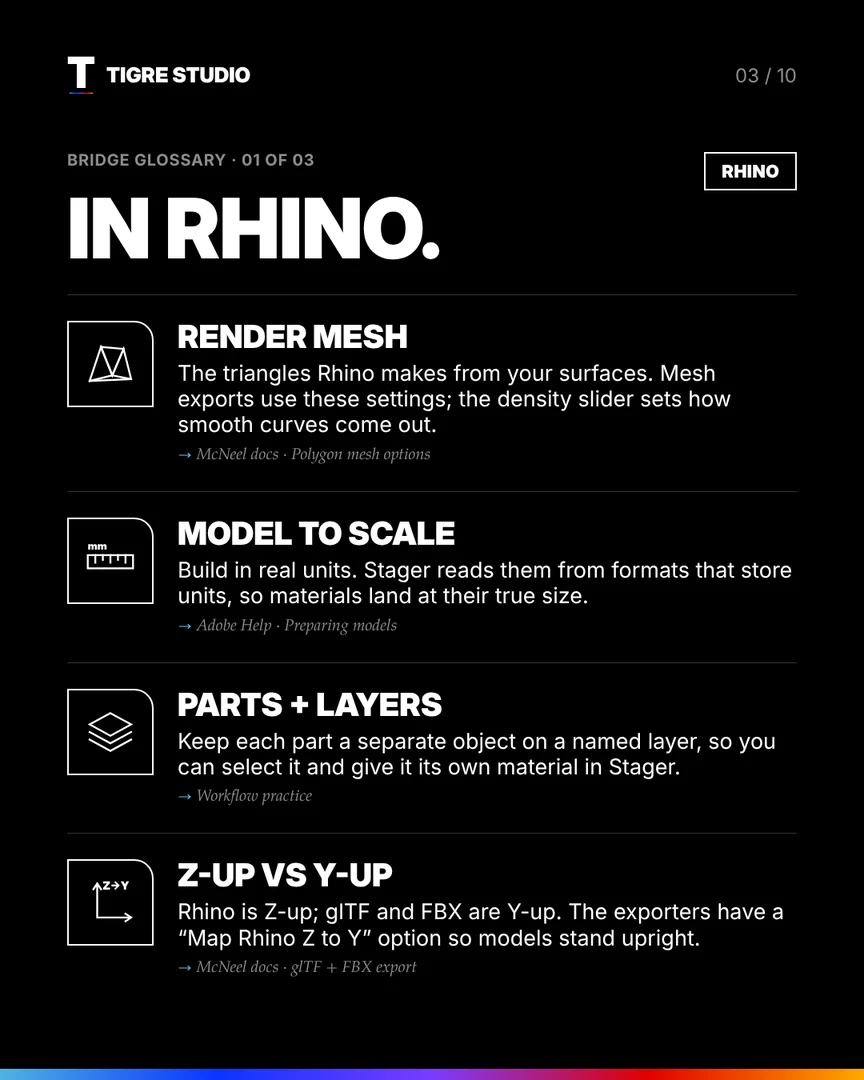 T TIGRE STUDIO
03 / 10
BRIDGE GLOSSARY · 01 OF 03
RHINO
IN RHINO.
RENDER MESH
The triangles Rhino makes from your surfaces. Mesh
exports use these settings; the density slider sets how
smooth curves come out.
→ McNeel docs · Polygon mesh options
mm
MODEL TO SCALE
Build in real units. Stager reads them from formats that store
units, so materials land at their true size.
→ Adobe Help · Preparing models
PARTS + LAYERS
Keep each part a separate object on a named layer, so you
can select it and give it its own material in Stager.
→ Workflow practice
Z→Y
Z-UP VS Y-UP
Rhino is Z-up; glTF and FBX are Y-up. The exporters have a
“Map Rhino Z to Y” option so models stand upright.
→ McNeel docs · glTF + FBX export